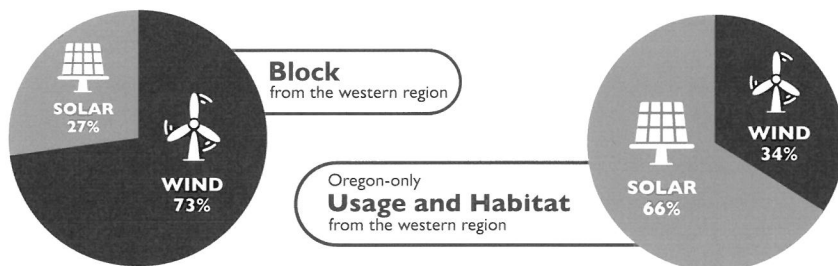 SOLAR
27%
WIND
73%
Block
from the western region
Oregon-only
Usage and Habitat
from the western region
SOLAR
66%
WIND
34%